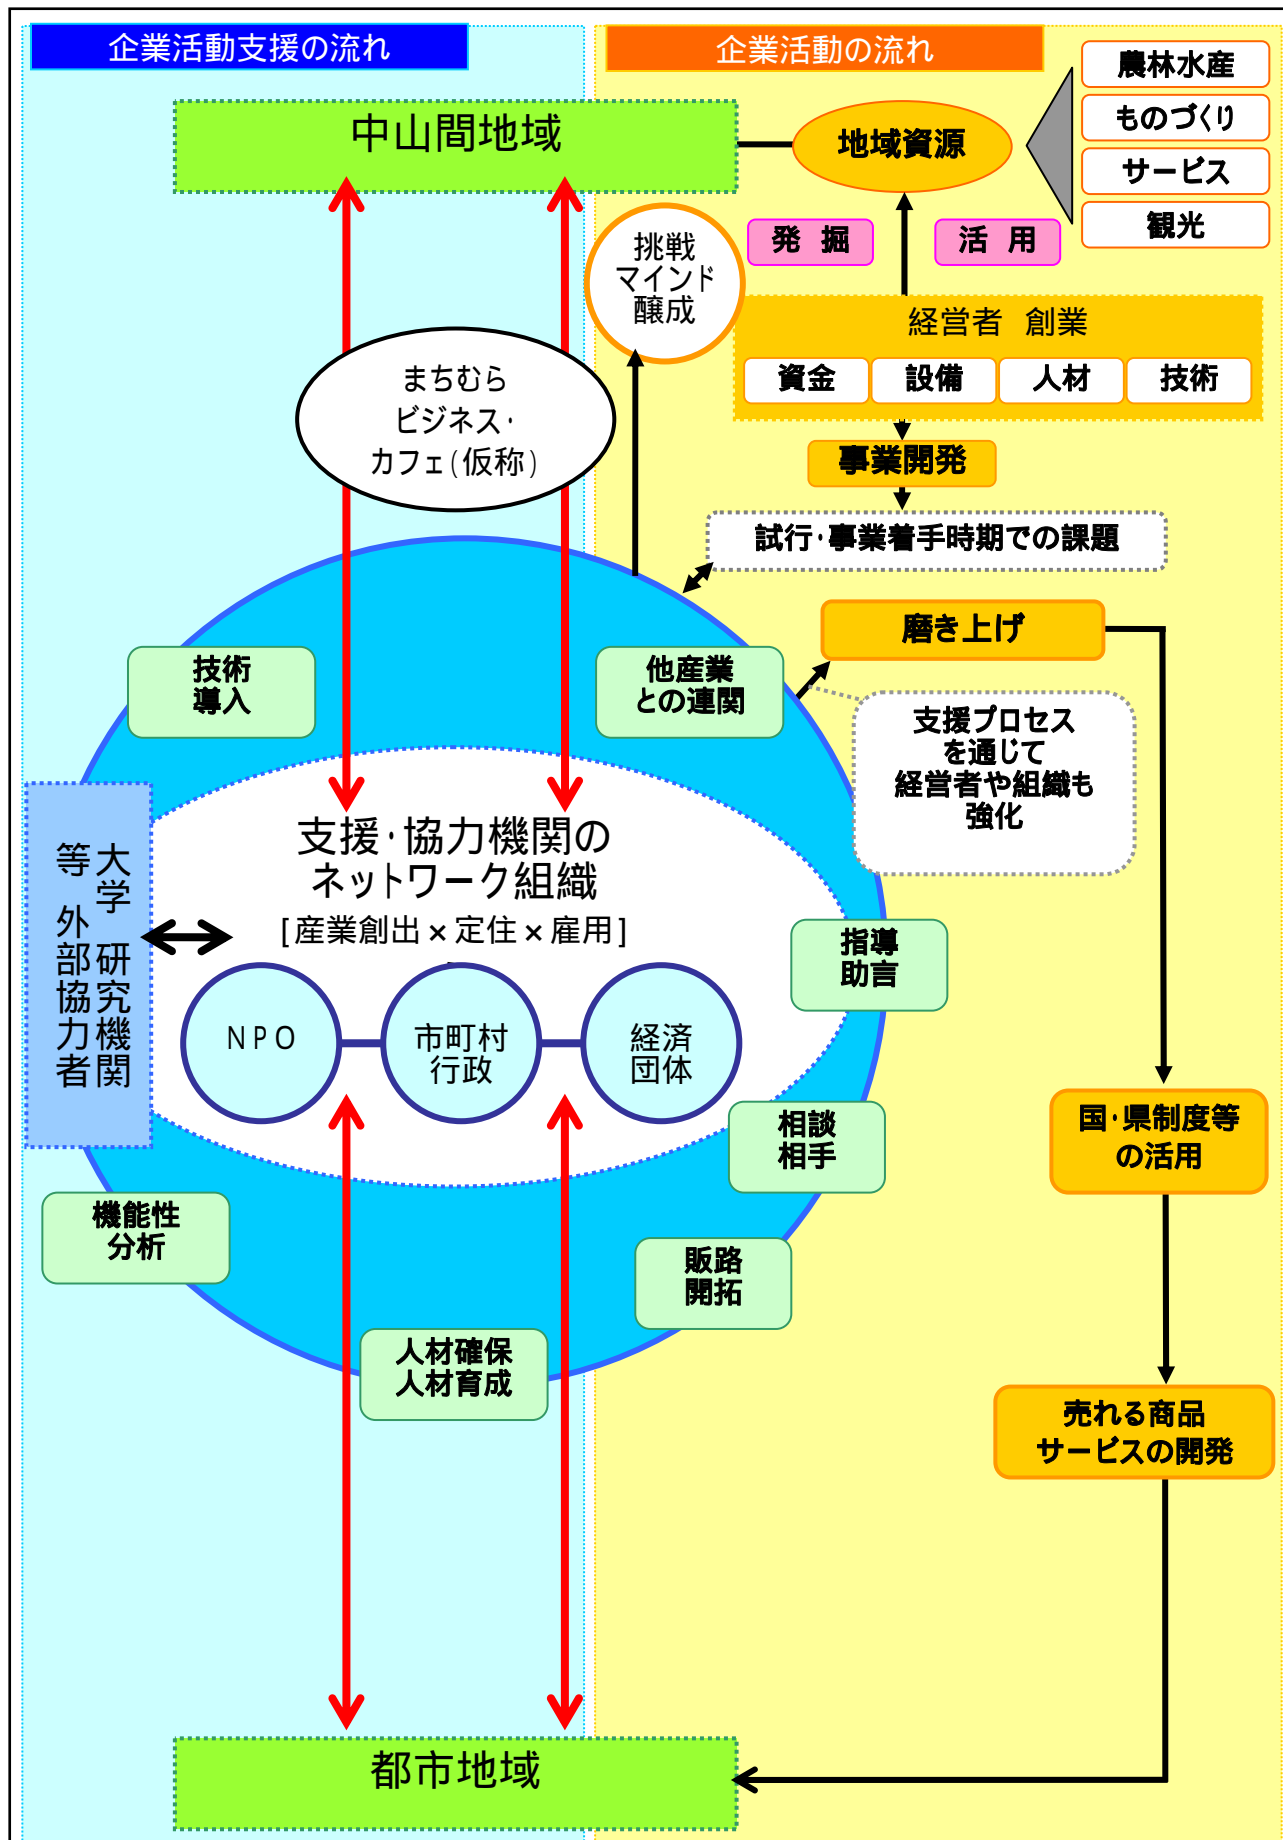 企業活動支援の流れ
企業活動の流れ
中山間地域
地域資源
農林水産
ものづくり
サービス
観光
発 掘
活 用
挑戦
マインド
醸成
経営者 創業
資金
設備
人材
技術
まちむら
ビジネス・
カフェ(仮称)
事業開発
試行・事業着手時期での課題
磨き上げ
技術
導入
他産業
との連関
支援プロセス
を通じて
経営者や組織も
強化
支援・協力機関の
ネットワーク組織
[産業創出×定住×雇用]
大学 研究機関
等 外部協力者
指導
助言
NPO
市町村
行政
経済
団体
相談
相手
国・県制度等
の活用
機能性
分析
販路
開拓
人材確保
人材育成
売れる商品
サービスの開発
都市地域